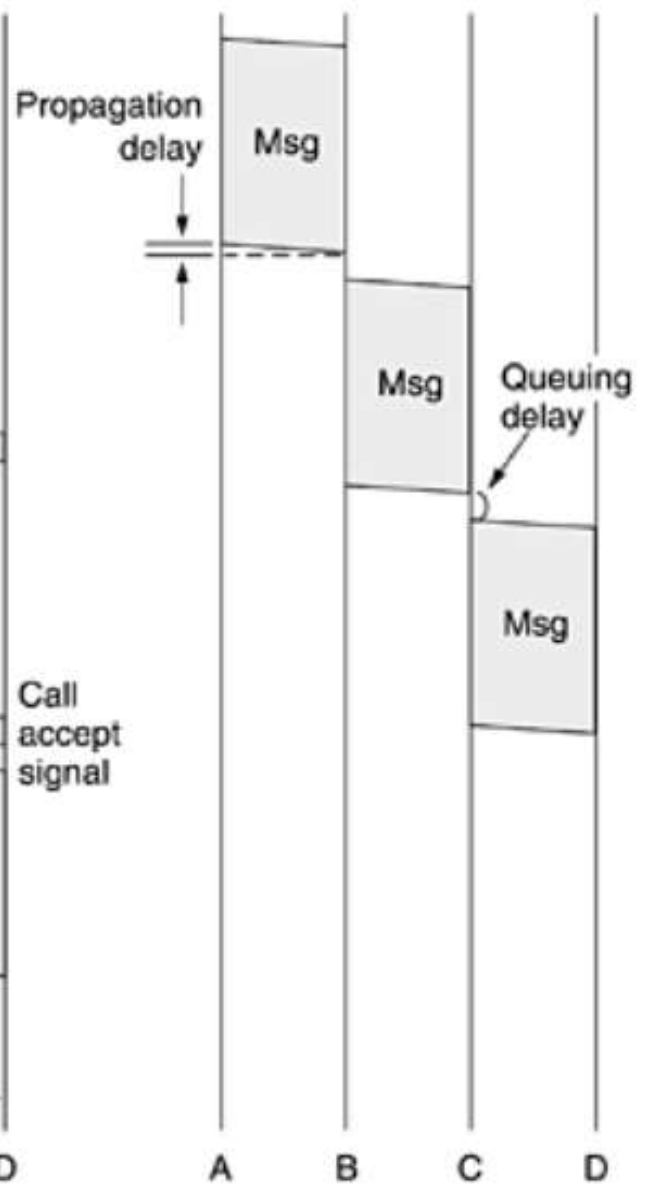 Propagation
delay
Msg
Msg
Queuing
delay
Msg
Call
accept
signal
D A B C D